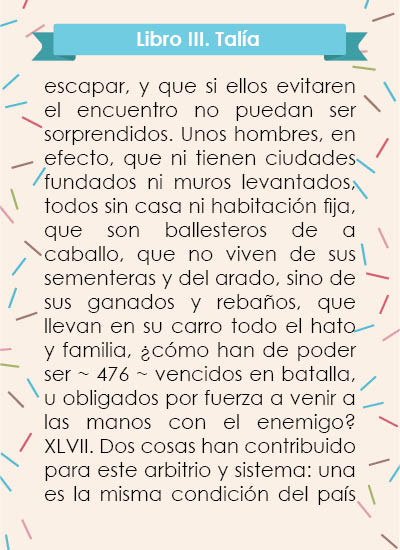 Libro III. Talía
escapar, y que si ellos evitaren
el encuentro no puedan ser
sorprendidos. Unos hombres, en
efecto, que ni tienen ciudades
fundados ni muros levantados,
todos sin casa ni habitación fija,
que son ballesteros de a
caballo, que no viven de sus
sementeras y del arado, sino de
sus ganados y rebaños, que
llevan en su carro todo el hato
y familia, ¿cómo han de poder
ser ~ 476 ~ vencidos en batalla,
u obligados por fuerza a venir a
las manos con el enemigo?
XLVII. Dos cosas han contribuido
para este arbitrio y sistema: una
es la misma condición del país